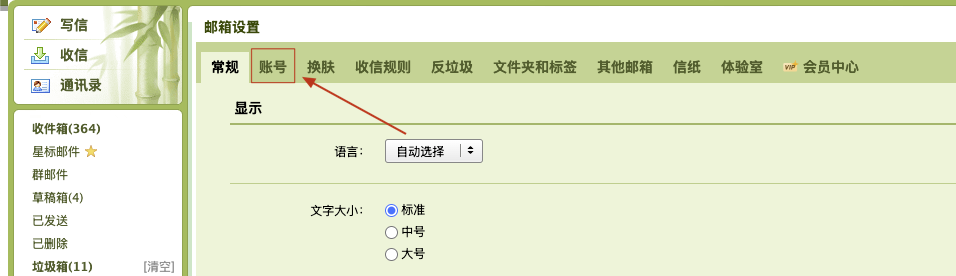 写信
收信
通讯录
收件箱(364)
星标邮件
群邮件
草稿箱(4)
已发送
已删除
垃圾箱(11) [清空]
邮箱设置
常规 账号 换肤 收信规则 反垃圾 文件夹和标签 其他邮箱 信纸 体验室 VIP 会员中心
显示
语言： 自动选择
文字大小： 标准
中号
大号